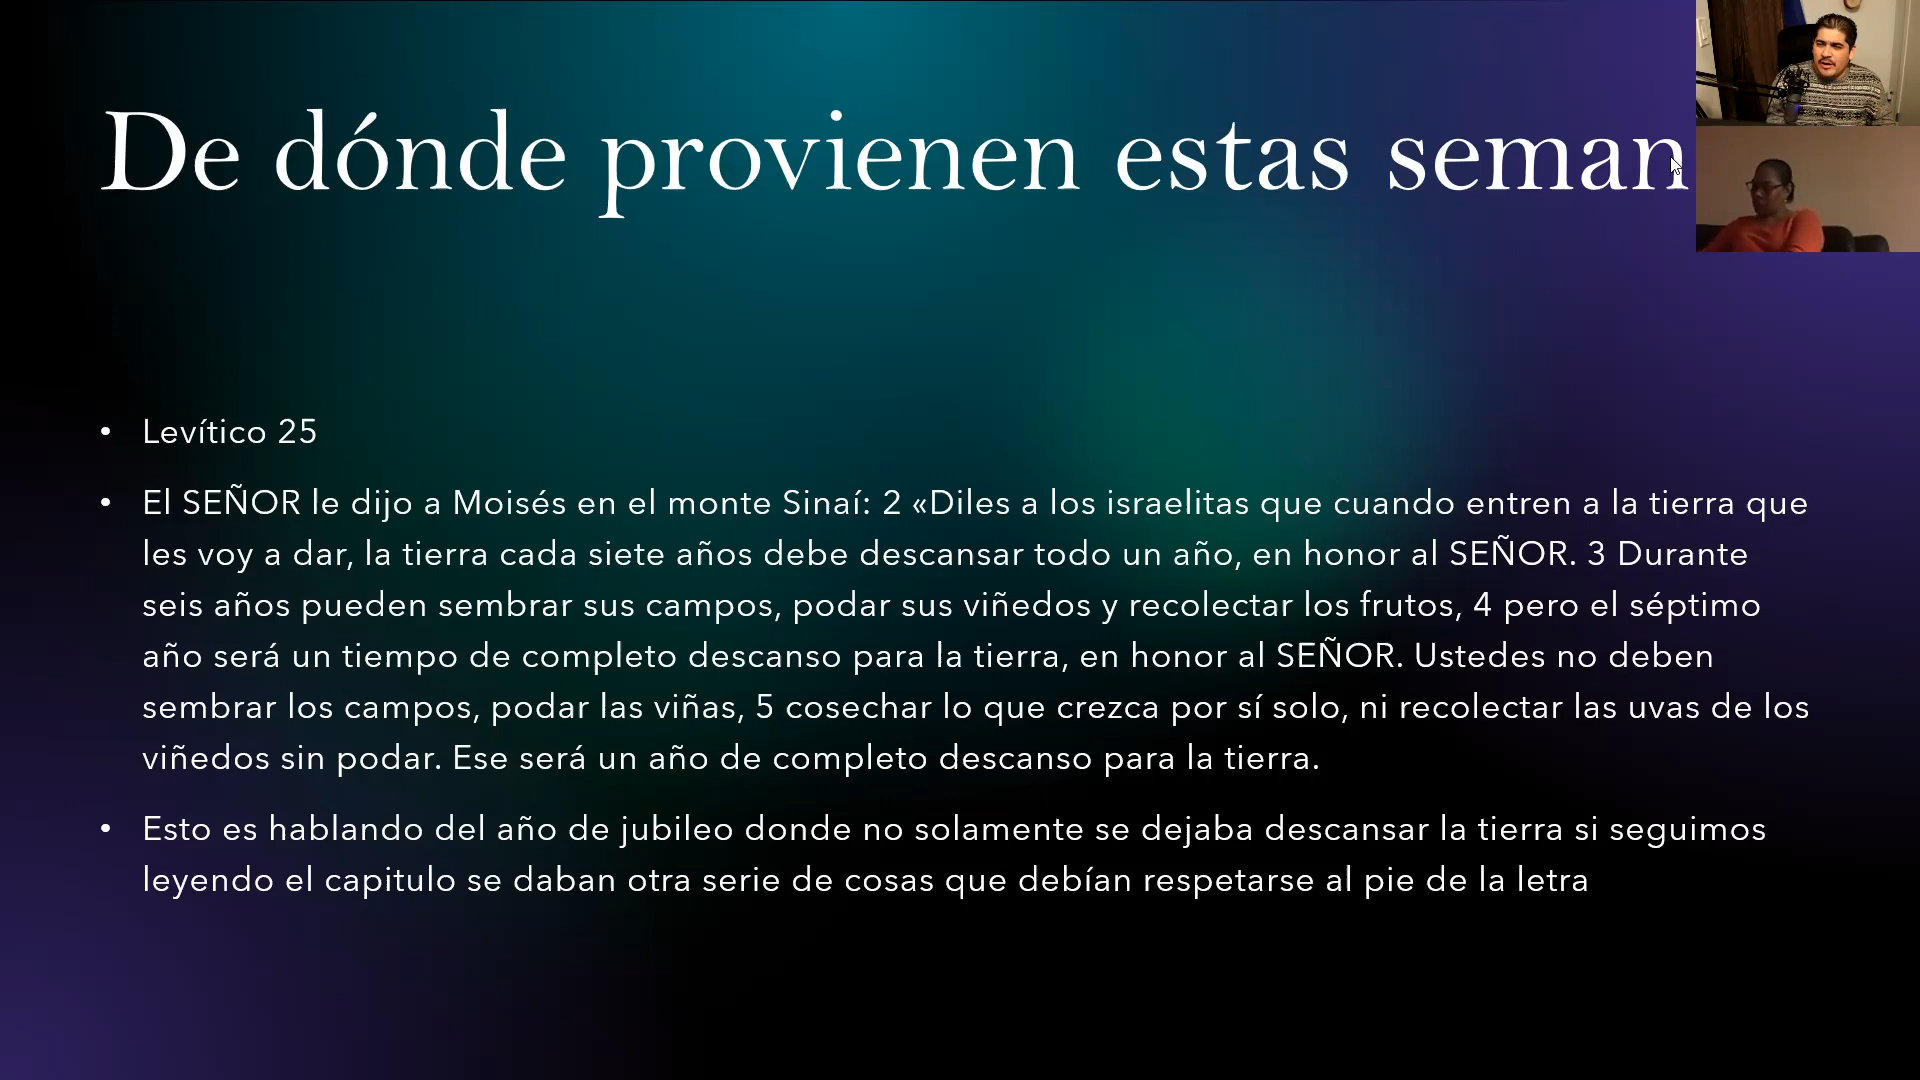 De dónde provienen estas seman
• Levítico 25
• El SEÑOR le dijo a Moisés en el monte Sinaí: 2 «Diles a los israelitas que cuando entren a la tierra que
les voy a dar, la tierra cada siete años debe descansar todo un año, en honor al SEÑOR. 3 Durante
seis años pueden sembrar sus campos, podar sus viñedos y recolectar los frutos, 4 pero el séptimo
año será un tiempo de completo descanso para la tierra, en honor al SEÑOR. Ustedes no deben
sembrar los campos, podar las viñas, 5 cosechar lo que crezca por sí solo, ni recolectar las uvas de los
viñedos sin podar. Ese será un año de completo descanso para la tierra.
• Esto es hablando del año de jubileo donde no solamente se dejaba descansar la tierra si seguimos
leyendo el capitulo se daban otra serie de cosas que debían respetarse al pie de la letra